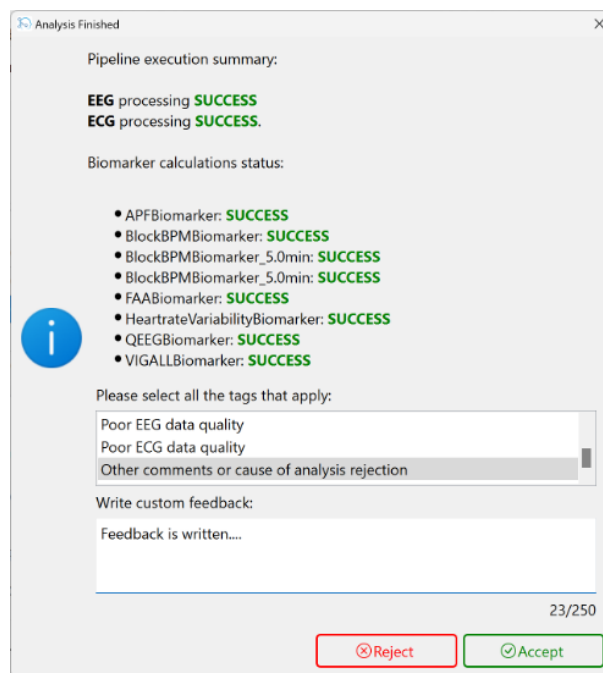 Analysis Finished
Pipeline execution summary:
EEG processing SUCCESS
ECG processing SUCCESS.
Biomarker calculations status:
• APFBiomarker: SUCCESS
• BlockBPMBiomarker: SUCCESS
• BlockBPMBiomarker_5.0min: SUCCESS
• BlockBPMBiomarker_5.0min: SUCCESS
• FAABiomarker: SUCCESS
• HeartrateVariabilityBiomarker: SUCCESS
• QEEGBiomarker: SUCCESS
• VIGALLBiomarker: SUCCESS
Please select all the tags that apply:
Poor EEG data quality
Poor ECG data quality
Other comments or cause of analysis rejection
Write custom feedback:
Feedback is written....
23/250
Reject
Accept